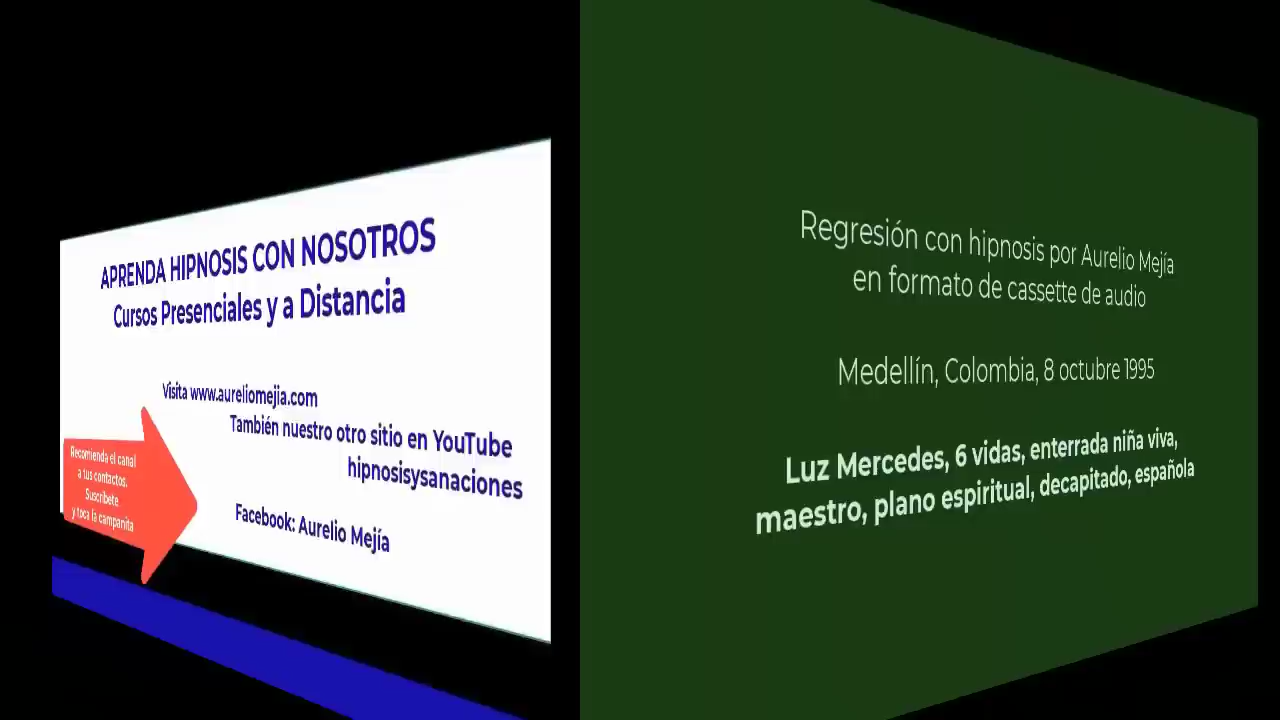 APRENDA HIPNOSIS CON NOSOTROS
Cursos Presenciales y a Distancia
Visita www.aureliomejia.com
También nuestro otro sitio en YouTube
hipnosisysanaciones
Facebook: Aurelio Mejía
Recomenda el canal
a tus contactos.
Suscribete
y toca la campanita
Regresión con hipnosis por Aurelio Mejía
en formato de cassette de audio
Medellín, Colombia, 8 octubre 1995
Luz Mercedes, 6 vidas, enterrada niña viva,
maestro, plano espiritual, decapitado, española